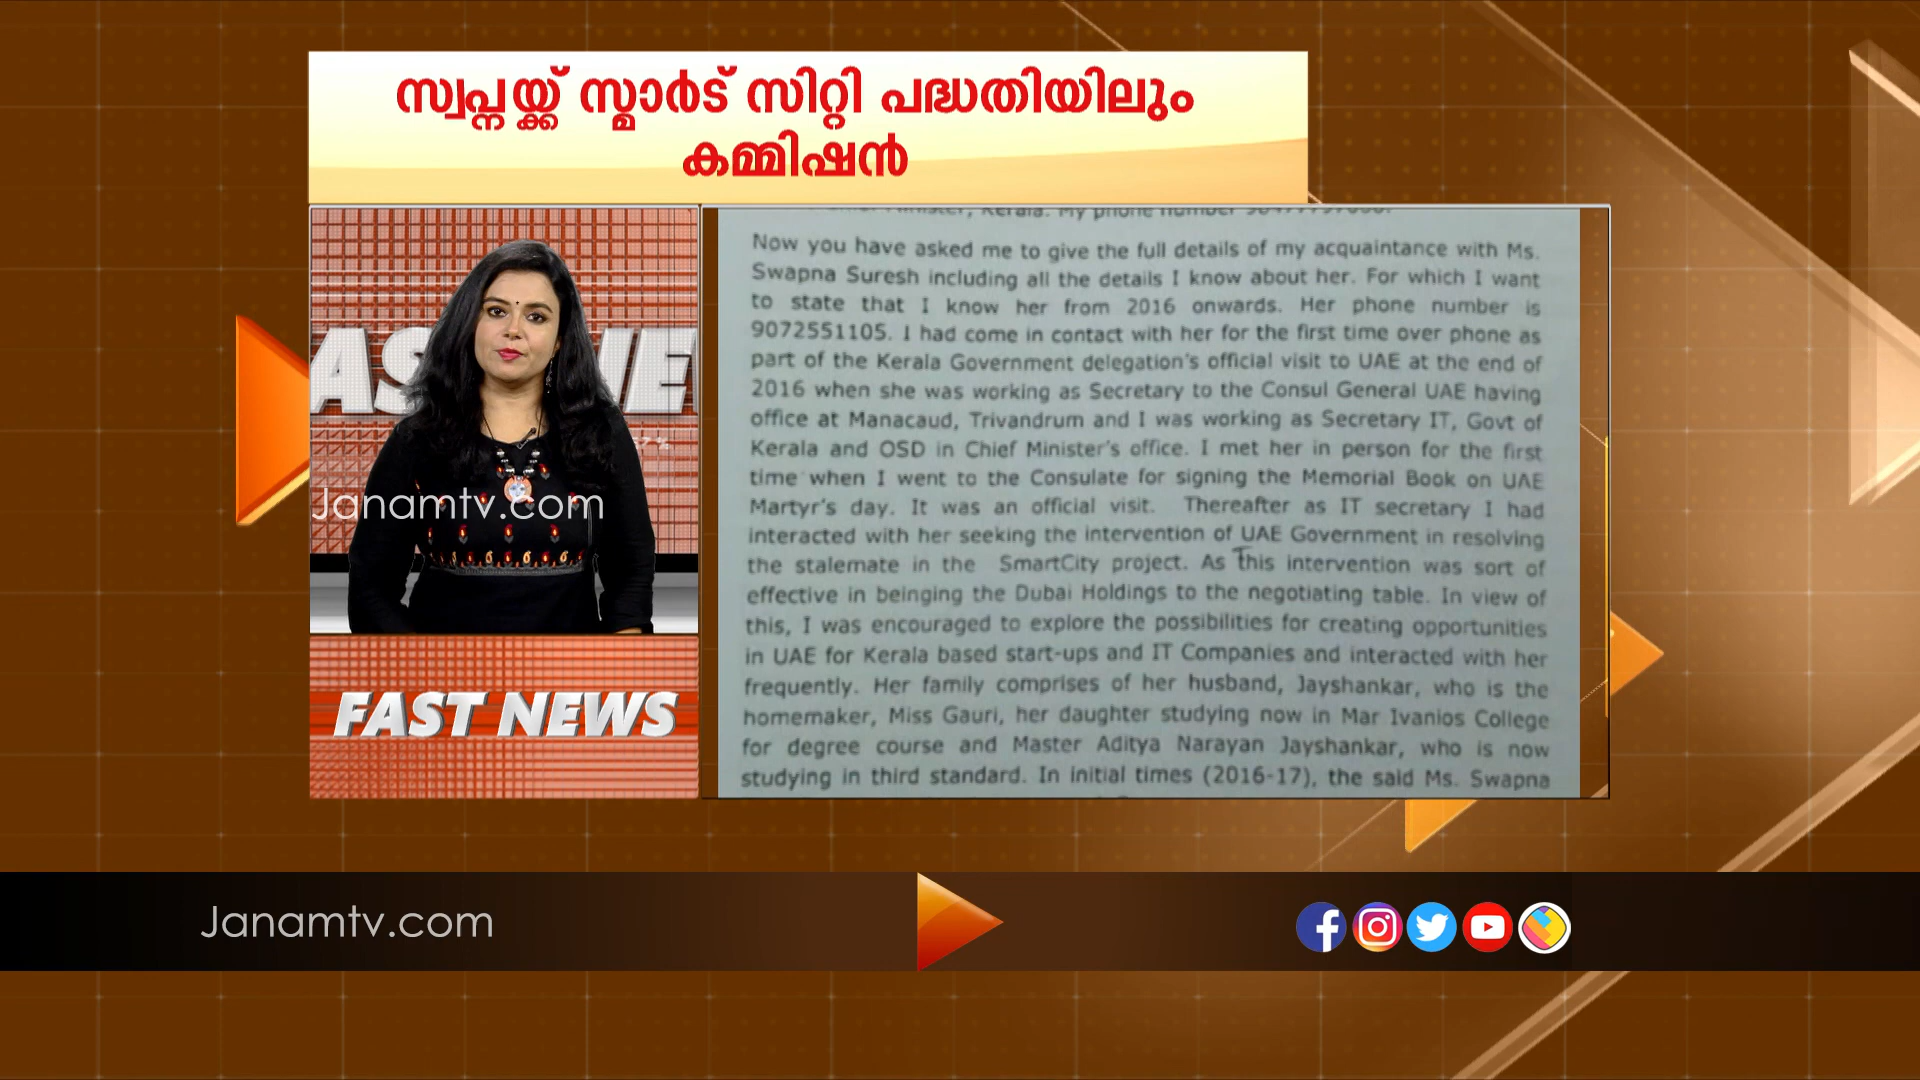 സ്വപ്നയ്ക്ക് സ്മാർട് സിറ്റി പദ്ധതിയിലും
കമ്മിഷൻ
Minister, Kerala. My phone number
Now you have asked me to give the full details of my acquaintance with Ms.
Swapna Suresh including all the details I know about her. For which I want
to state that I know her from 2016 onwards. Her phone number is
9072551105. I had come in contact with her for the first time over phone as
part of the Kerala Government delegation's official visit to UAE at the end of
2016 when she was working as Secretary to the Consul General UAE having
office at Manacaud, Trivandrum and I was working as Secretary IT, Govt of
Kerala and OSD in Chief Minister's office. I met her in person for the first
time when I went to the Consulate for signing the Memorial Book on UAE
Martyr's day. It was an official visit. Thereafter as IT secretary I had
interacted with her seeking the intervention of UAE Government in resolving
the stalemate in the SmartCity project. As This intervention was sort of
effective in beinging the Dubai Holdings to the negotiating table. In view of
this, I was encouraged to explore the possibilities for creating opportunities
in UAE for Kerala based start-ups and IT Companies and interacted with her
frequently. Her family comprises of her husband, Jayshankar, who is the
homemaker, Miss Gauri, her daughter studying now in Mar Ivanios College
for degree course and Master Aditya Narayan Jayshankar, who is now
studying in third standard. In initial times (2016-17), the said Ms. Swapna
Janamtv.com
FAST NEWS
Janamtv.com